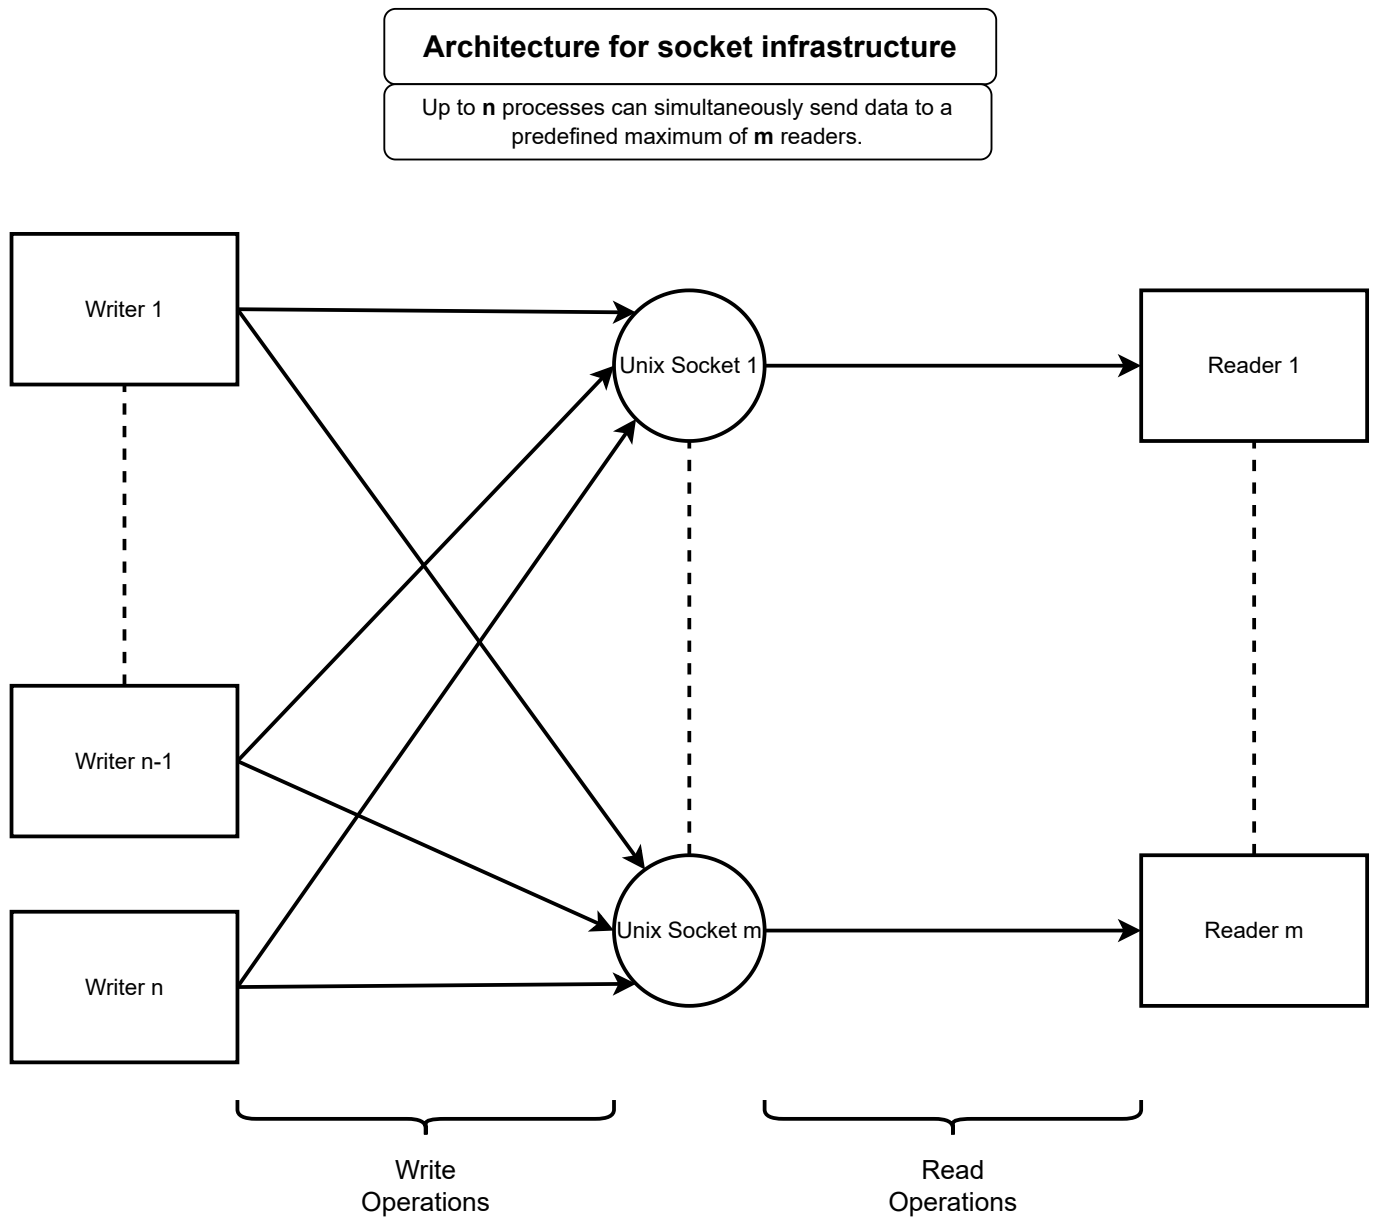 Architecture for socket infrastructure
Up to n processes can simultaneously send data to a
predefined maximum of m readers.
Writer 1
Unix Socket 1
Reader 1
Writer n-1
Unix Socket m
Reader m
Writer n
Write
Operations
Read
Operations